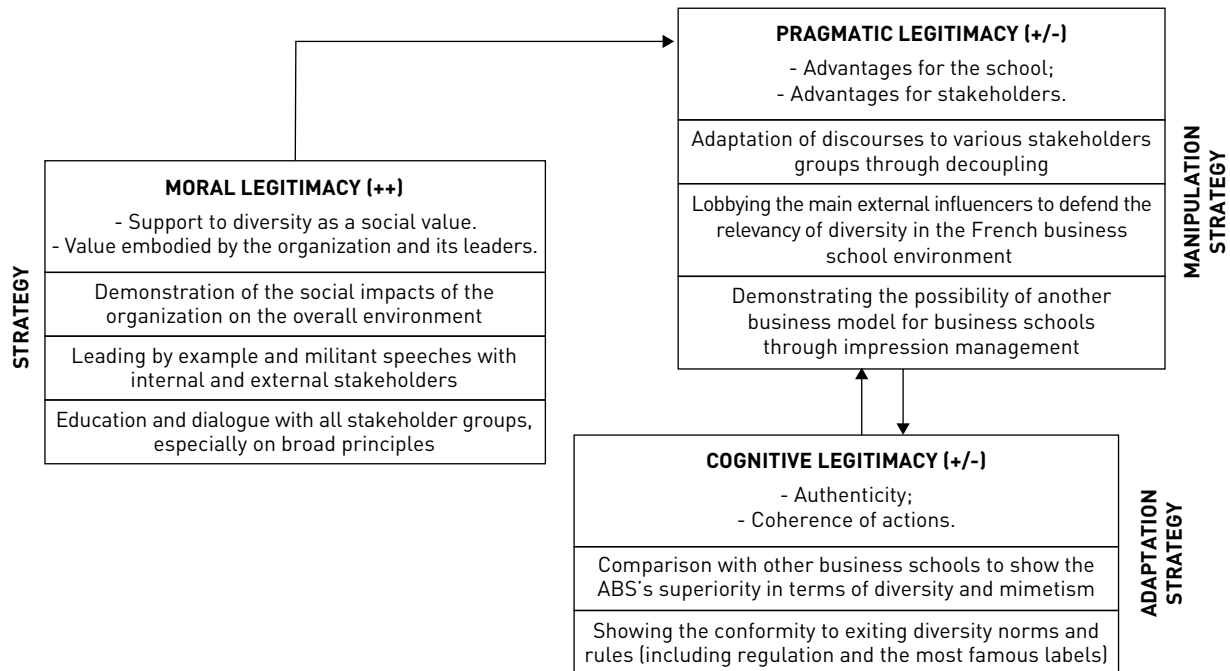 PRAGMATIC LEGITIMACY (+/-)
- Advantages for the school;
- Advantages for stakeholders.
Adaptation of discourses to various stakeholders
groups through decoupling
Lobbying the main external influencers to defend the
relevancy of diversity in the French business
school environment
Demonstrating the possibility of another
business model for business schools
through impression management
MANIPULATION
STRATEGY
STRATEGY
MORAL LEGITIMACY (++)
- Support to diversity as a social value.
- Value embodied by the organization and its leaders.
Demonstration of the social impacts of the
organization on the overall environment
Leading by example and militant speeches with
internal and external stakeholders
Education and dialogue with all stakeholder groups,
especially on broad principles
COGNITIVE LEGITIMACY (+/-)
- Authenticity;
- Coherence of actions.
Comparison with other business schools to show the
ABS's superiority in terms of diversity and mimetism
Showing the conformity to exiting diversity norms and
rules (including regulation and the most famous labels)
ADAPTATION
STRATEGY